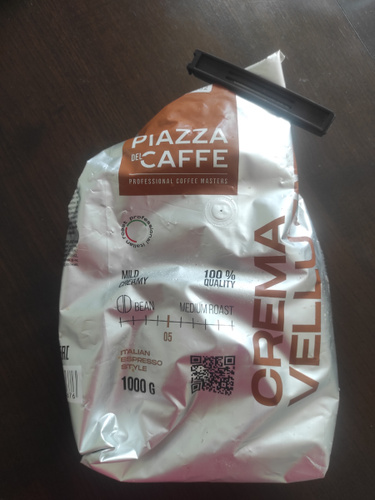 PIAZZA
DEL CAFFE
PROFESSIONAL COFFEE MASTERS
MILD
CREAMY
100 %
QUALITY
BEAN
MEDIUM ROAST
05
ITALIAN
ESPRESSO
STYLE
1000 G
CREMA
VELLU